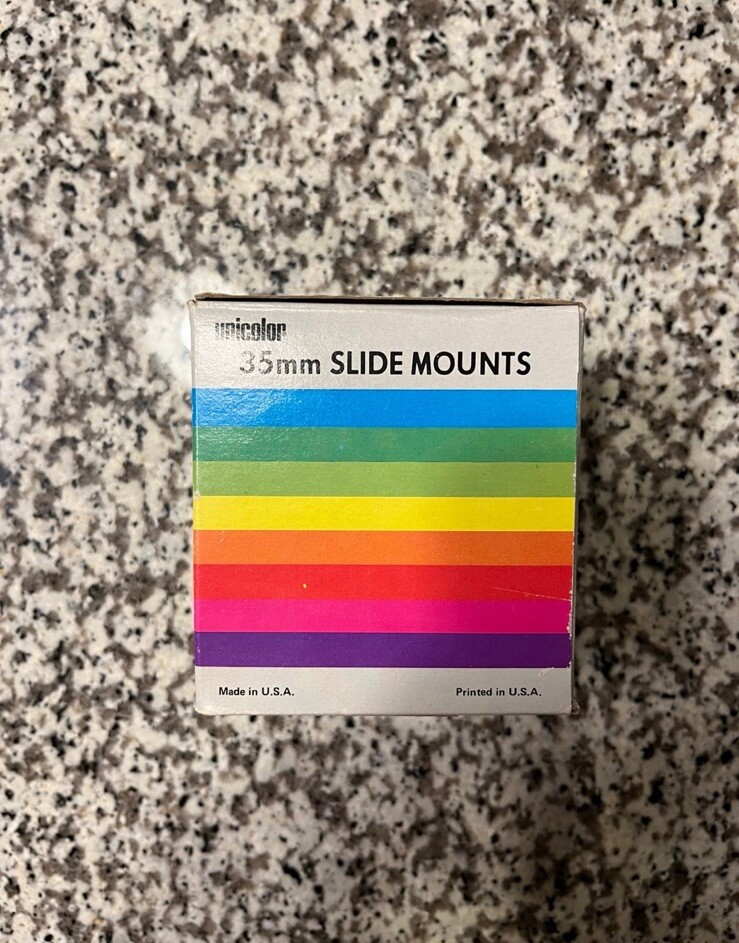 unicolor
35mm SLIDE MOUNTS
Made in U.S.A.
Printed in U.S.A.